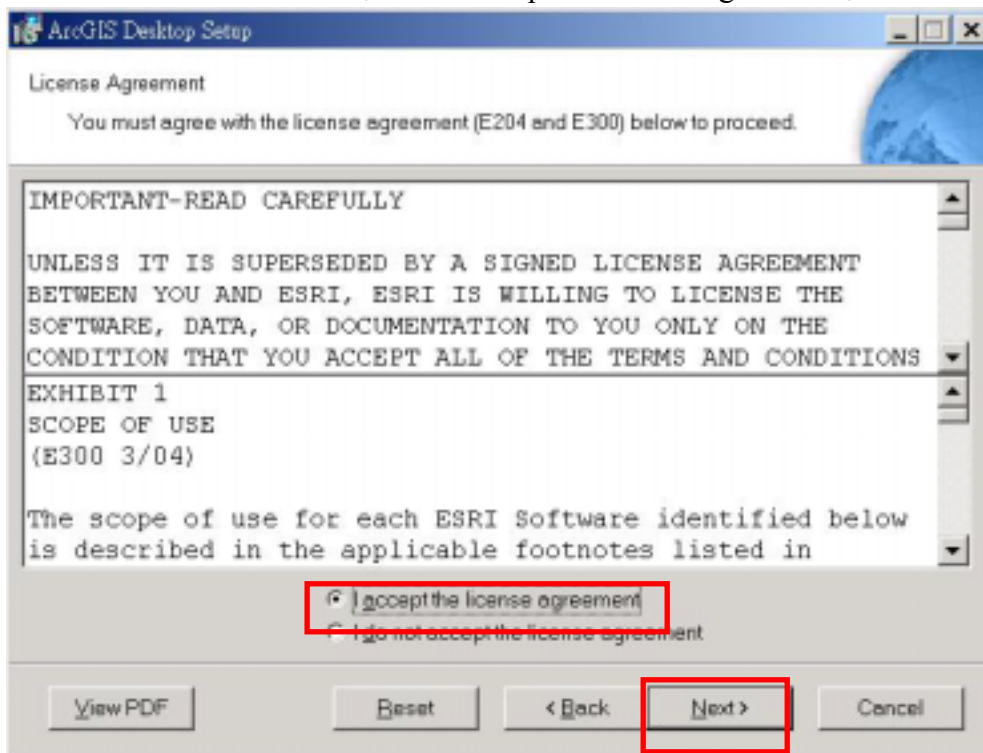 ArcGIS Desktop Setup
License Agreement
You must agree with the license agreement (E204 and E300) below to proceed.
IMPORTANT-READ CAREFULLY
UNLESS IT IS SUPERSEDED BY A SIGNED LICENSE AGREEMENT
BETWEEN YOU AND ESRI, ESRI IS WILLING TO LICENSE THE
SOFTWARE, DATA, OR DOCUMENTATION TO YOU ONLY ON THE
CONDITION THAT YOU ACCEPT ALL OF THE TERMS AND CONDITIONS
EXHIBIT 1
SCOPE OF USE
(E300 3/04)
The scope of use for each ESRI Software identified below
is described in the applicable footnotes listed in
I accept the license agreement
I do not accept the license agreement
View PDF Reset < Back Next > Cancel